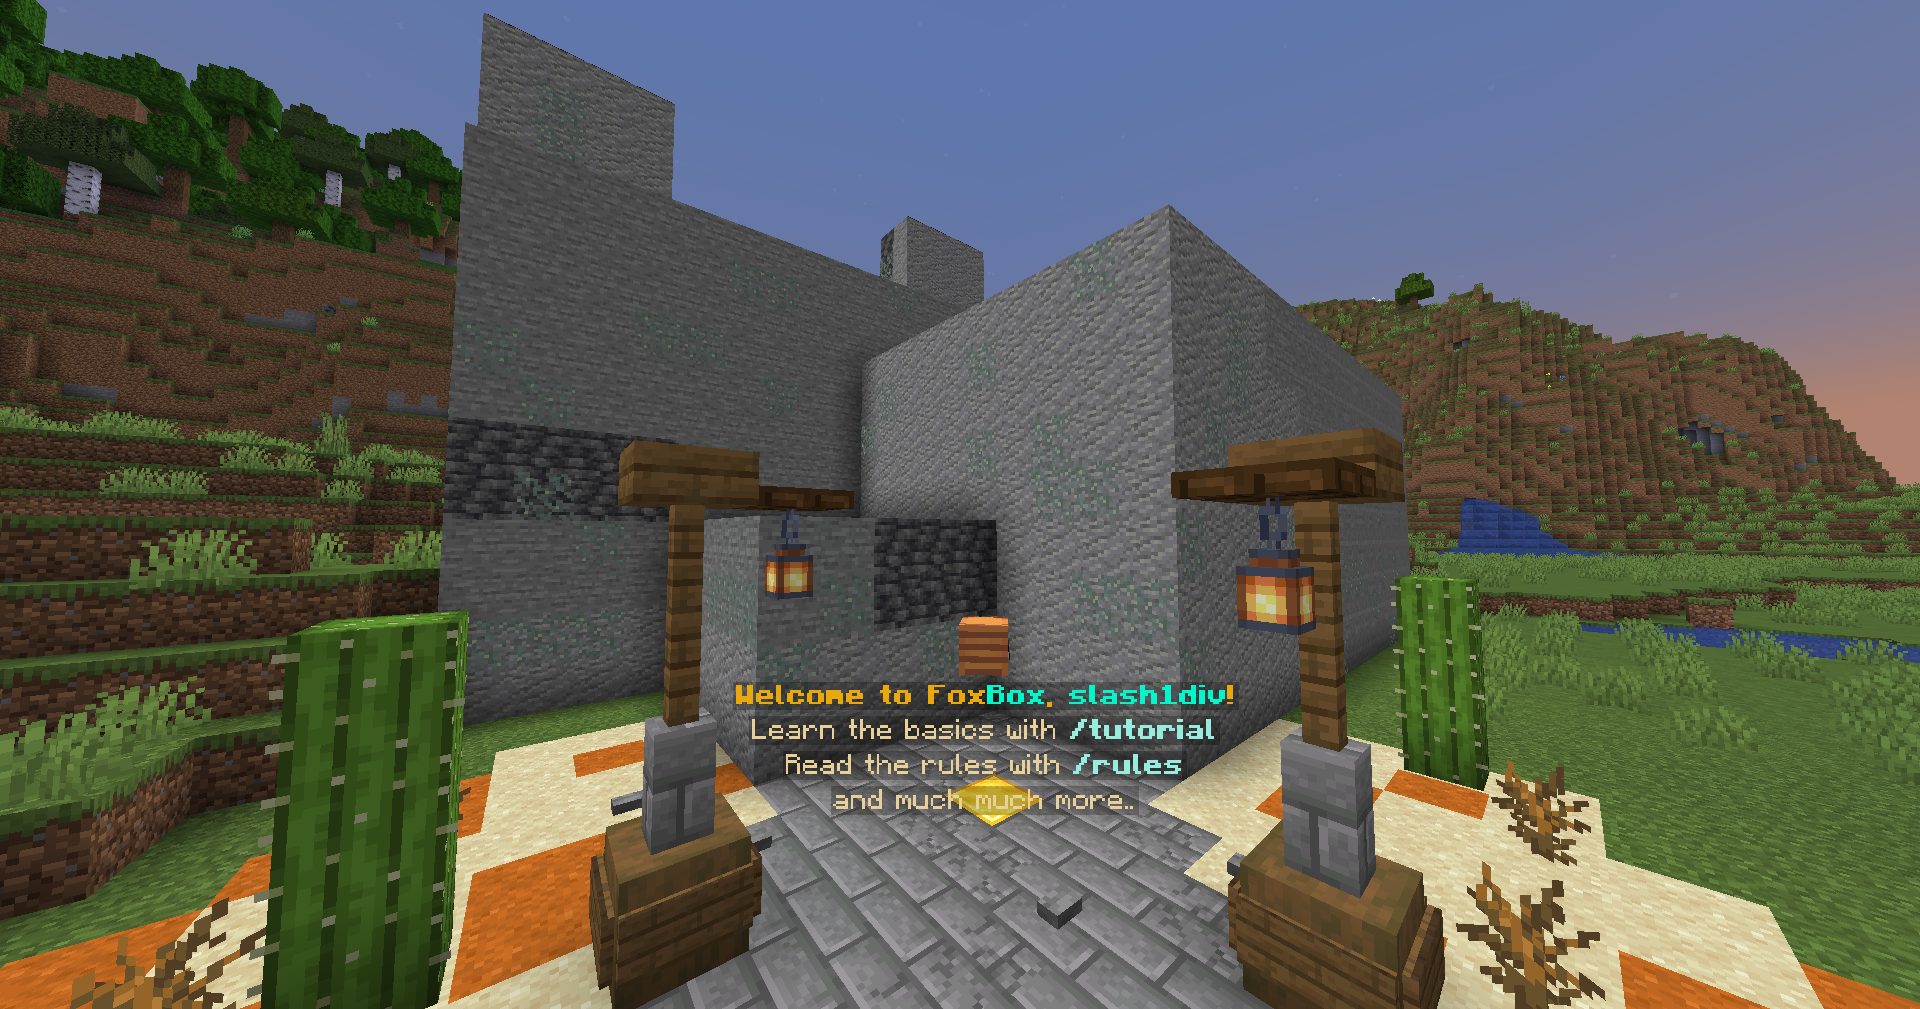 Welcome to FoxBox, slash1div!
Learn the basics with /tutorial
Read the rules with /rules
and much much more..